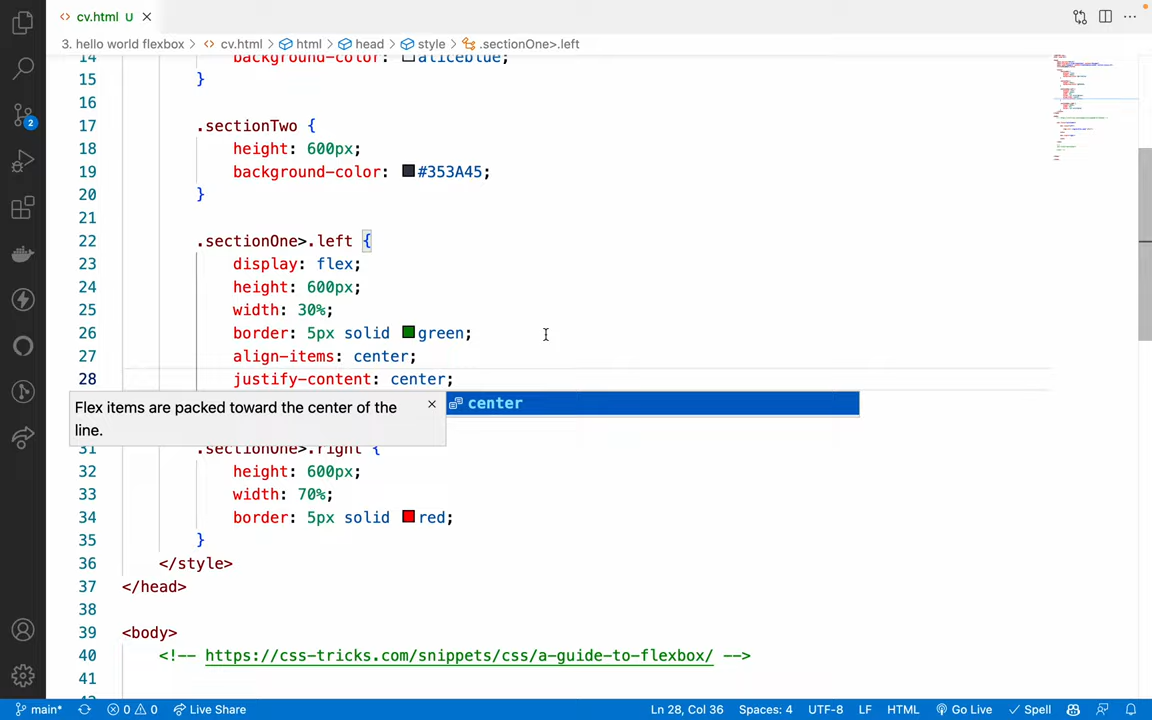 cv.html U
3. hello world flexbox > cv.html > html > head > style > .sectionOne>.left
14 background-color: aliceblue;
15 }
16
17 .sectionTwo {
18 height: 600px;
19 background-color: #353A45;
20 }
21
22 .sectionOne>.left {
23 display: flex;
24 height: 600px;
25 width: 30%;
26 border: 5px solid green;
27 align-items: center;
28 justify-content: center;
center
Flex items are packed toward the center of the
line.
31 .sectionOne>.right {
32 height: 600px;
33 width: 70%;
34 border: 5px solid red;
35 }
36 </style>
37 </head>
38
39 <body>
40 <!-- https://css-tricks.com/snippets/css/a-guide-to-flexbox/ -->
41
2
main* 0 0 Live Share Ln 28, Col 36 Spaces: 4 UTF-8 LF HTML Go Live Spell